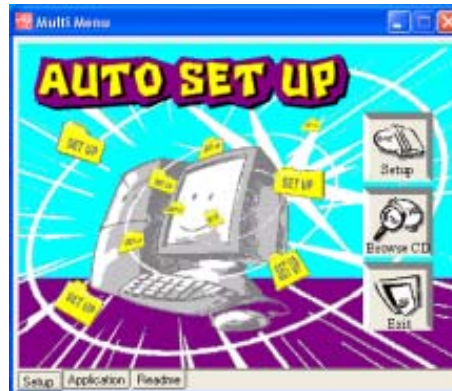 Multi Menu
AUTO SET UP
SET UP
SET UP
SET UP
SET UP
Setup
Browse CD
Exit
Setup Application Readme